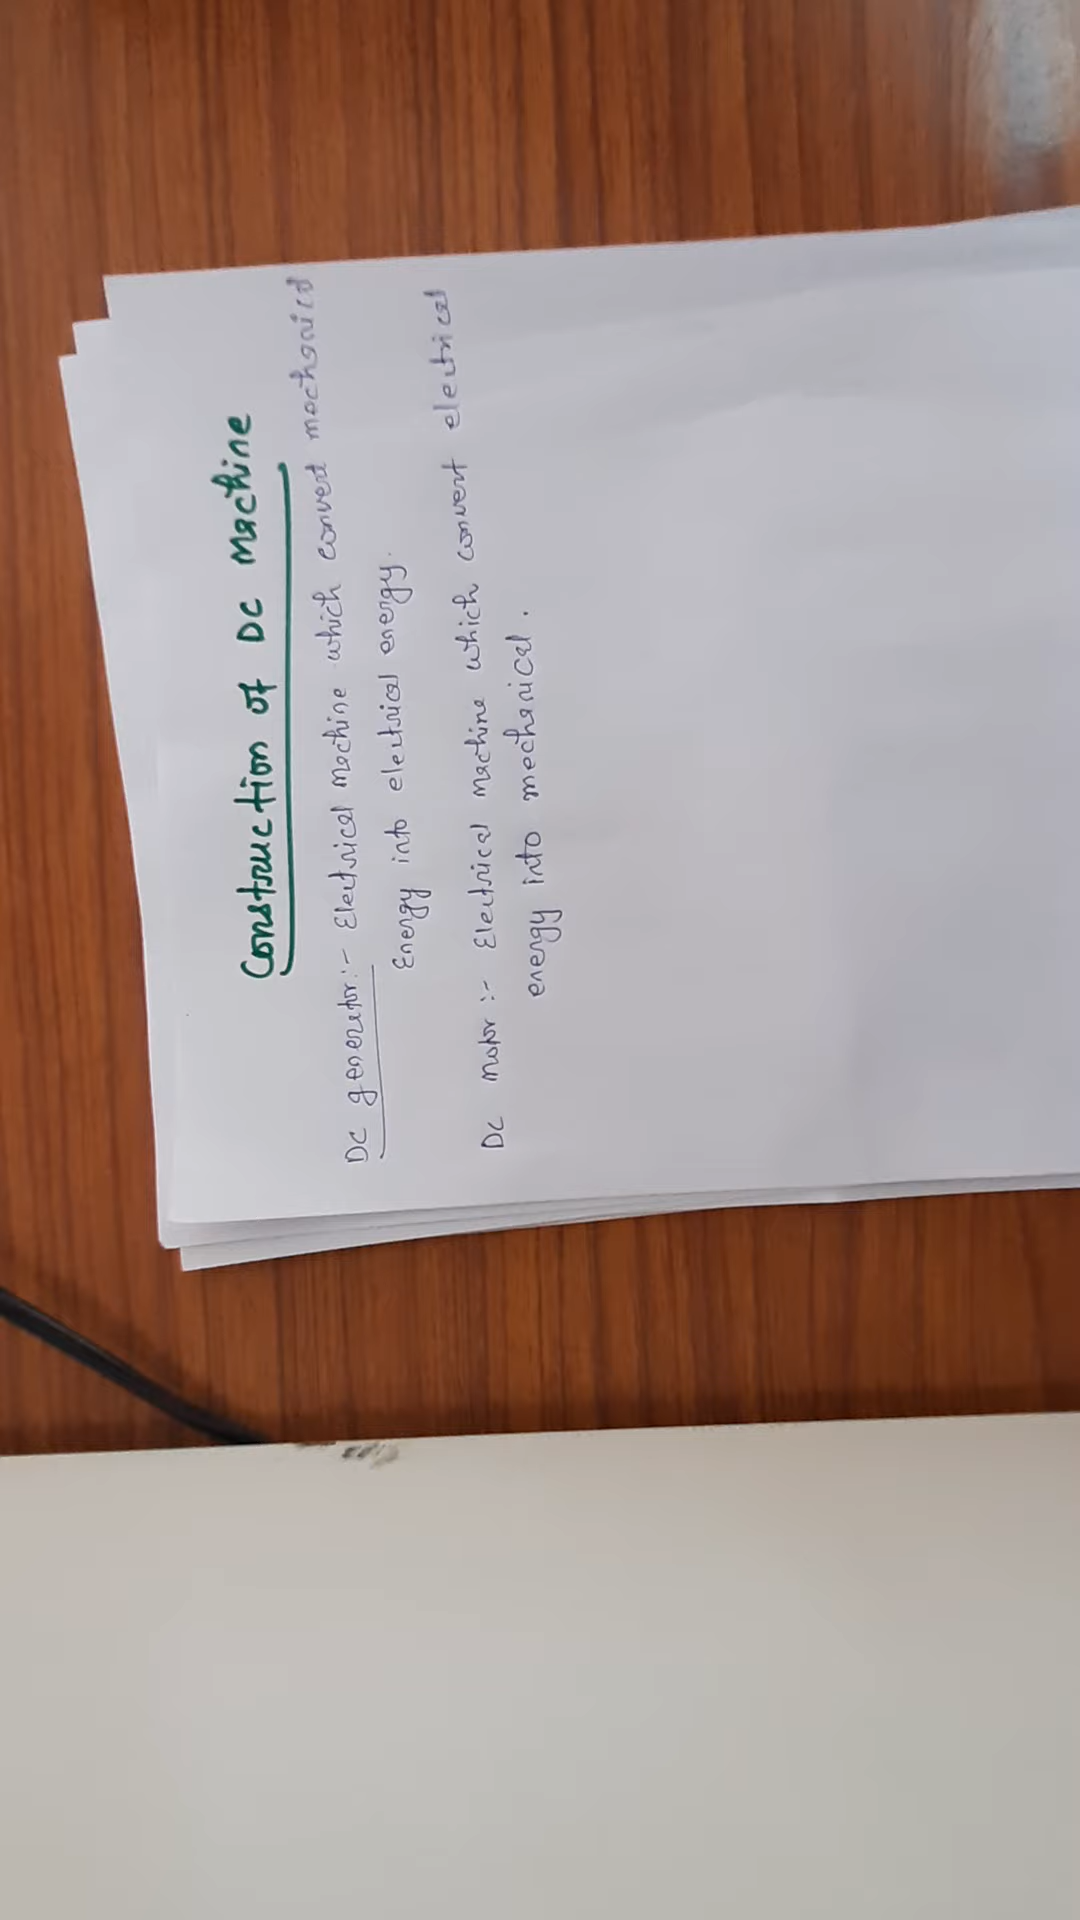 Construction of DC Machine
DC generator:- Electrical machine which convert mechanical
Energy into electrical energy.
DC motor :- Electrical machine which convert electrical
energy into mechanical.